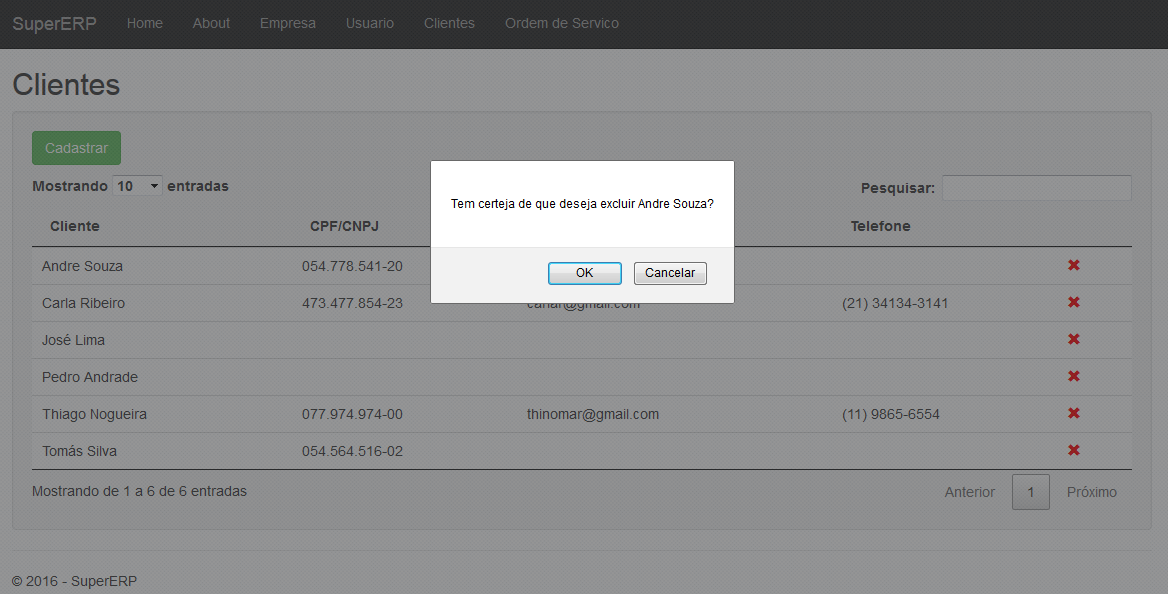 SuperERP Home About Empresa Usuario Clientes Ordem de Servico
Clientes
Cadastrar
Mostrando 10 entradas Pesquisar:
Tem certeja de que deseja excluir Andre Souza?
OK Cancelar
Cliente CPF/CNPJ Telefone
Andre Souza 054.778.541-20
Carla Ribeiro 473.477.854-23 (21) 34134-3141
José Lima
Pedro Andrade
Thiago Nogueira 077.974.974-00 thinomar@gmail.com (11) 9865-6554
Tomás Silva 054.564.516-02
Mostrando de 1 a 6 de 6 entradas Anterior 1 Próximo
© 2016 - SuperERP